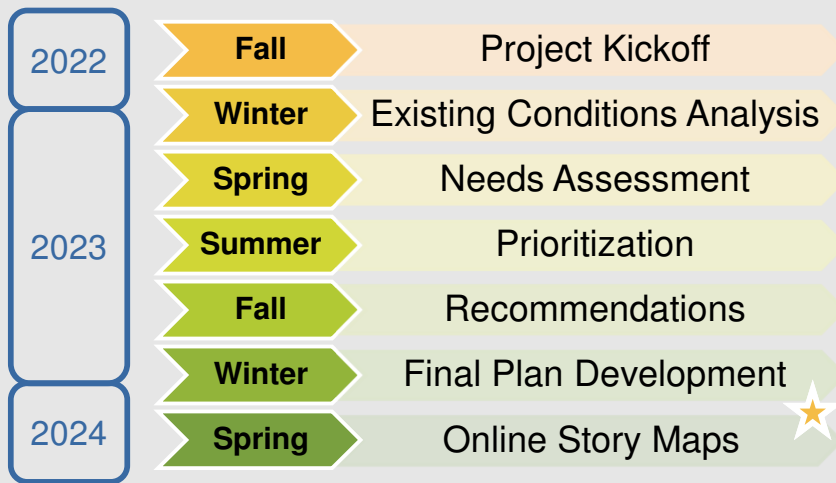 2022
Fall Project Kickoff
Winter Existing Conditions Analysis
Spring Needs Assessment
2023
Summer Prioritization
Fall Recommendations
Winter Final Plan Development
2024
Spring Online Story Maps